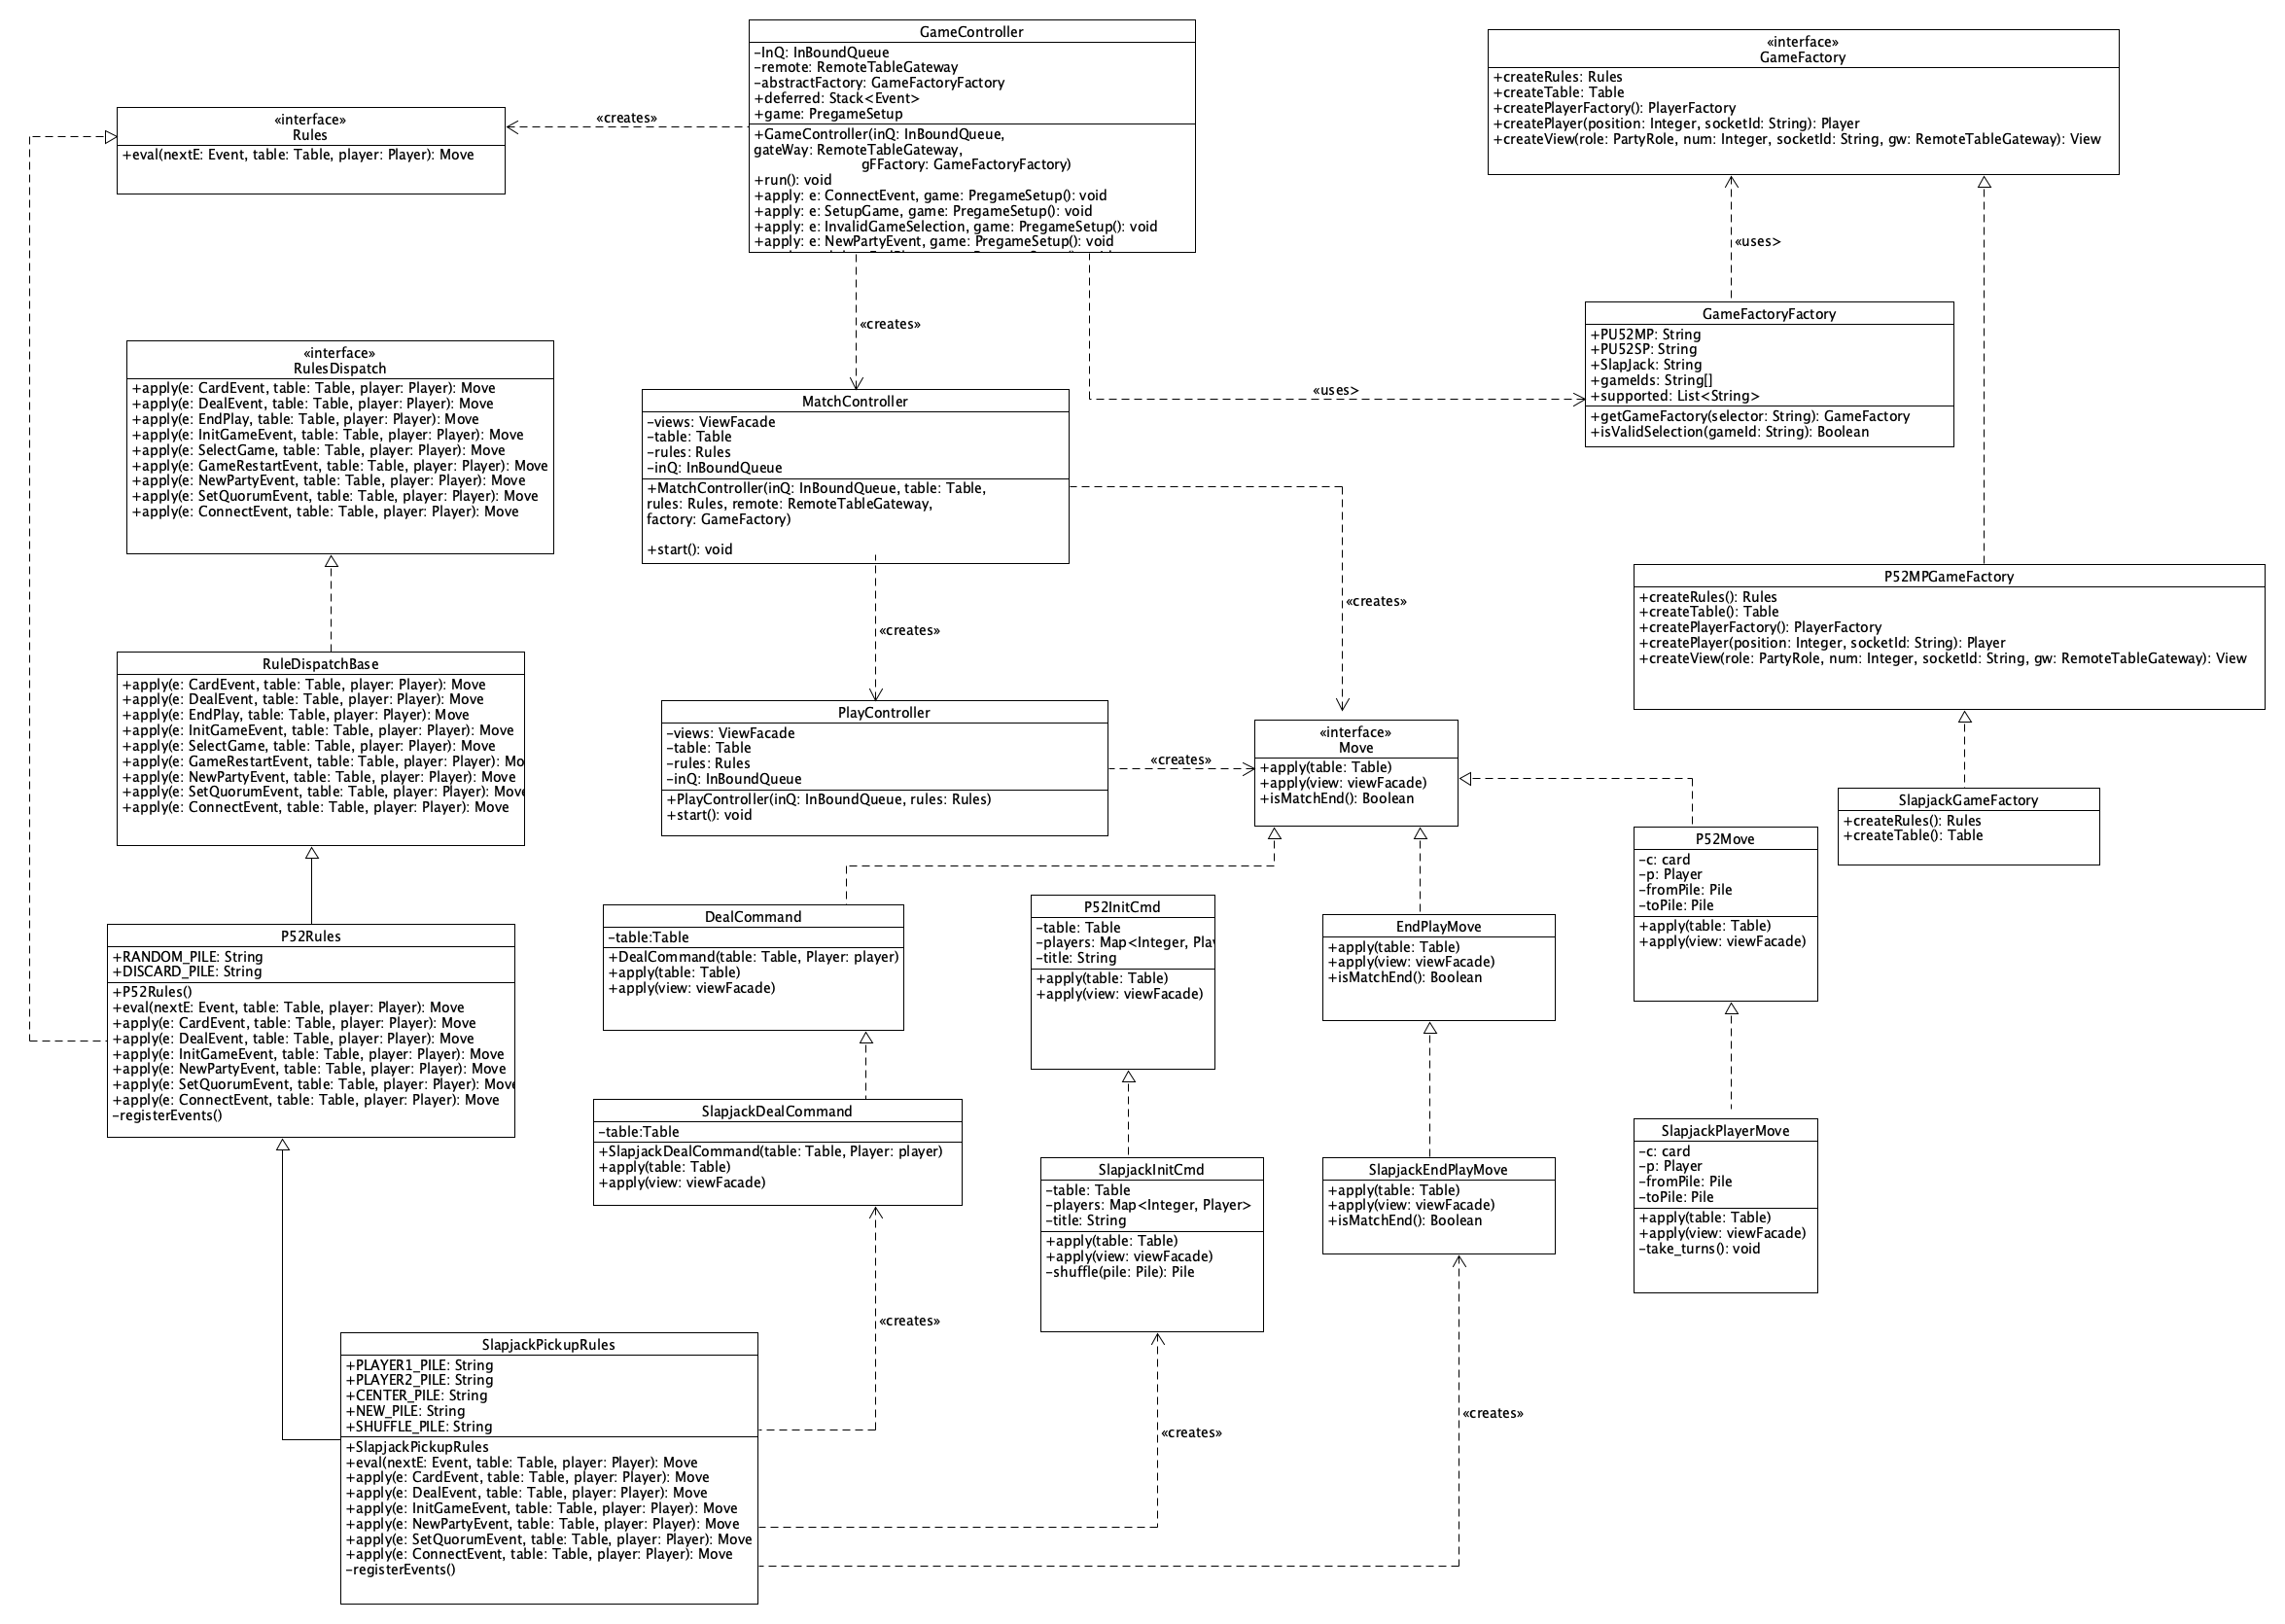 GameController
-InQ: InBoundQueue
-remote: RemoteTableGateway
-abstractFactory: GameFactoryFactory
+deferred: Stack<Event>
+game: PregameSetup
+GameController(inQ: InBoundQueue,
gateWay: RemoteTableGateway,
gFFactory: GameFactoryFactory)
+run(): void
+apply: e: ConnectEvent, game: PregameSetup(): void
+apply: e: SetupGame, game: PregameSetup(): void
+apply: e: InvalidGameSelection, game: PregameSetup(): void
+apply: e: NewPartyEvent, game: PregameSetup(): void
«interface»
GameFactory
+createRules: Rules
+createTable: Table
+createPlayerFactory(): PlayerFactory
+createPlayer(position: Integer, socketId: String): Player
+createView(role: PartyRole, num: Integer, socketId: String, gw: RemoteTableGateway): View
«interface»
Rules
+eval(nextE: Event, table: Table, player: Player): Move
«creates»
«uses»
«creates»
«uses»
GameFactoryFactory
+PU52MP: String
+PU52SP: String
+SlapJack: String
+gameIds: String[]
+supported: List<String>
+getGameFactory(selector: String): GameFactory
+isValidSelection(gameId: String): Boolean
«interface»
RulesDispatch
+apply(e: CardEvent, table: Table, player: Player): Move
+apply(e: DealEvent, table: Table, player: Player): Move
+apply(e: EndPlay, table: Table, player: Player): Move
+apply(e: InitGameEvent, table: Table, player: Player): Move
+apply(e: SelectGame, table: Table, player: Player): Move
+apply(e: GameRestartEvent, table: Table, player: Player): Move
+apply(e: NewPartyEvent, table: Table, player: Player): Move
+apply(e: SetQuorumEvent, table: Table, player: Player): Move
+apply(e: ConnectEvent, table: Table, player: Player): Move
MatchController
-views: ViewFacade
-table: Table
-rules: Rules
-inQ: InBoundQueue
+MatchController(inQ: InBoundQueue, table: Table,
rules: Rules, remote: RemoteTableGateway,
factory: GameFactory)
+start(): void
«creates»
«creates»
P52MPGameFactory
+createRules(): Rules
+createTable(): Table
+createPlayerFactory(): PlayerFactory
+createPlayer(position: Integer, socketId: String): Player
+createView(role: PartyRole, num: Integer, socketId: String, gw: RemoteTableGateway): View
RuleDispatchBase
+apply(e: CardEvent, table: Table, player: Player): Move
+apply(e: DealEvent, table: Table, player: Player): Move
+apply(e: EndPlay, table: Table, player: Player): Move
+apply(e: InitGameEvent, table: Table, player: Player): Move
+apply(e: SelectGame, table: Table, player: Player): Move
+apply(e: GameRestartEvent, table: Table, player: Player): Mo
+apply(e: NewPartyEvent, table: Table, player: Player): Move
+apply(e: SetQuorumEvent, table: Table, player: Player): Move
+apply(e: ConnectEvent, table: Table, player: Player): Move
PlayController
-views: ViewFacade
-table: Table
-rules: Rules
-inQ: InBoundQueue
+PlayController(inQ: InBoundQueue, rules: Rules)
+start(): void
«creates»
«interface»
Move
+apply(table: Table)
+apply(view: viewFacade)
+isMatchEnd(): Boolean
SlapjackGameFactory
+createRules(): Rules
+createTable(): Table
P52Move
-c: card
-p: Player
-fromPile: Pile
-toPile: Pile
+apply(table: Table)
+apply(view: viewFacade)
P52Rules
+RANDOM_PILE: String
+DISCARD_PILE: String
+P52Rules()
+eval(nextE: Event, table: Table, player: Player): Move
+apply(e: CardEvent, table: Table, player: Player): Move
+apply(e: DealEvent, table: Table, player: Player): Move
+apply(e: InitGameEvent, table: Table, player: Player): Move
+apply(e: NewPartyEvent, table: Table, player: Player): Move
+apply(e: SetQuorumEvent, table: Table, player: Player): Move
+apply(e: ConnectEvent, table: Table, player: Player): Move
-registerEvents()
DealCommand
-table:Table
+DealCommand(table: Table, Player: player)
+apply(table: Table)
+apply(view: viewFacade)
P52InitCmd
-table: Table
-players: Map<Integer, Play
-title: String
+apply(table: Table)
+apply(view: viewFacade)
EndPlayMove
+apply(table: Table)
+apply(view: viewFacade)
+isMatchEnd(): Boolean
SlapjackDealCommand
-table:Table
+SlapjackDealCommand(table: Table, Player: player)
+apply(table: Table)
+apply(view: viewFacade)
SlapjackInitCmd
-table: Table
-players: Map<Integer, Player>
-title: String
+apply(table: Table)
+apply(view: viewFacade)
-shuffle(pile: Pile): Pile
SlapjackEndPlayMove
+apply(table: Table)
+apply(view: viewFacade)
+isMatchEnd(): Boolean
SlapjackPlayerMove
-c: card
-p: Player
-fromPile: Pile
-toPile: Pile
+apply(table: Table)
+apply(view: viewFacade)
-take_turns(): void
«creates»
«creates»
«creates»
SlapjackPickupRules
+PLAYER1_PILE: String
+PLAYER2_PILE: String
+CENTER_PILE: String
+NEW_PILE: String
+SHUFFLE_PILE: String
+SlapjackPickupRules
+eval(nextE: Event, table: Table, player: Player): Move
+apply(e: CardEvent, table: Table, player: Player): Move
+apply(e: DealEvent, table: Table, player: Player): Move
+apply(e: InitGameEvent, table: Table, player: Player): Move
+apply(e: NewPartyEvent, table: Table, player: Player): Move
+apply(e: SetQuorumEvent, table: Table, player: Player): Move
+apply(e: ConnectEvent, table: Table, player: Player): Move
-registerEvents()